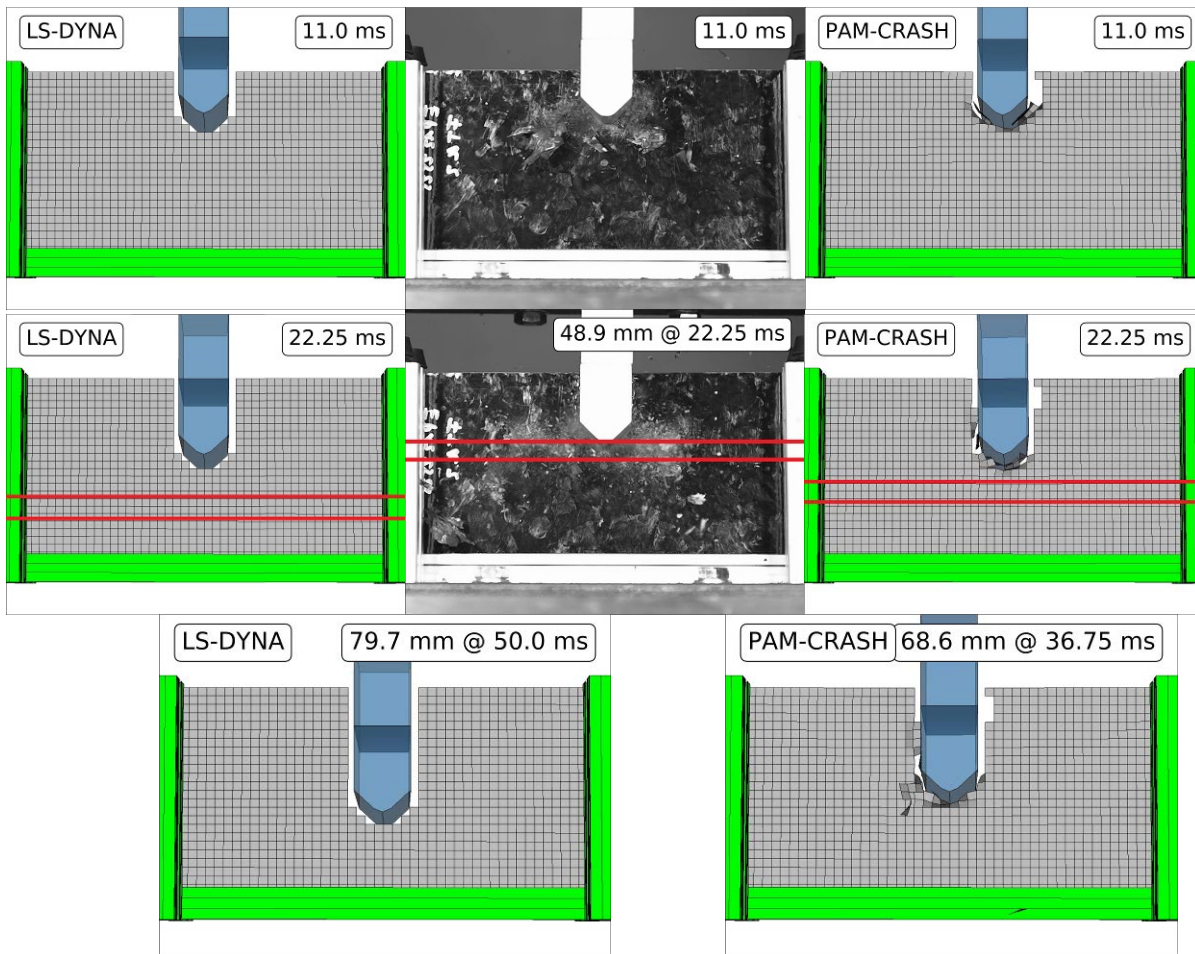 LS-DYNA
11.0 ms
11.0 ms
PAM-CRASH
11.0 ms
LS-DYNA
22.25 ms
48.9 mm @ 22.25 ms
PAM-CRASH
22.25 ms
LS-DYNA
79.7 mm @ 50.0 ms
PAM-CRASH
68.6 mm @ 36.75 ms